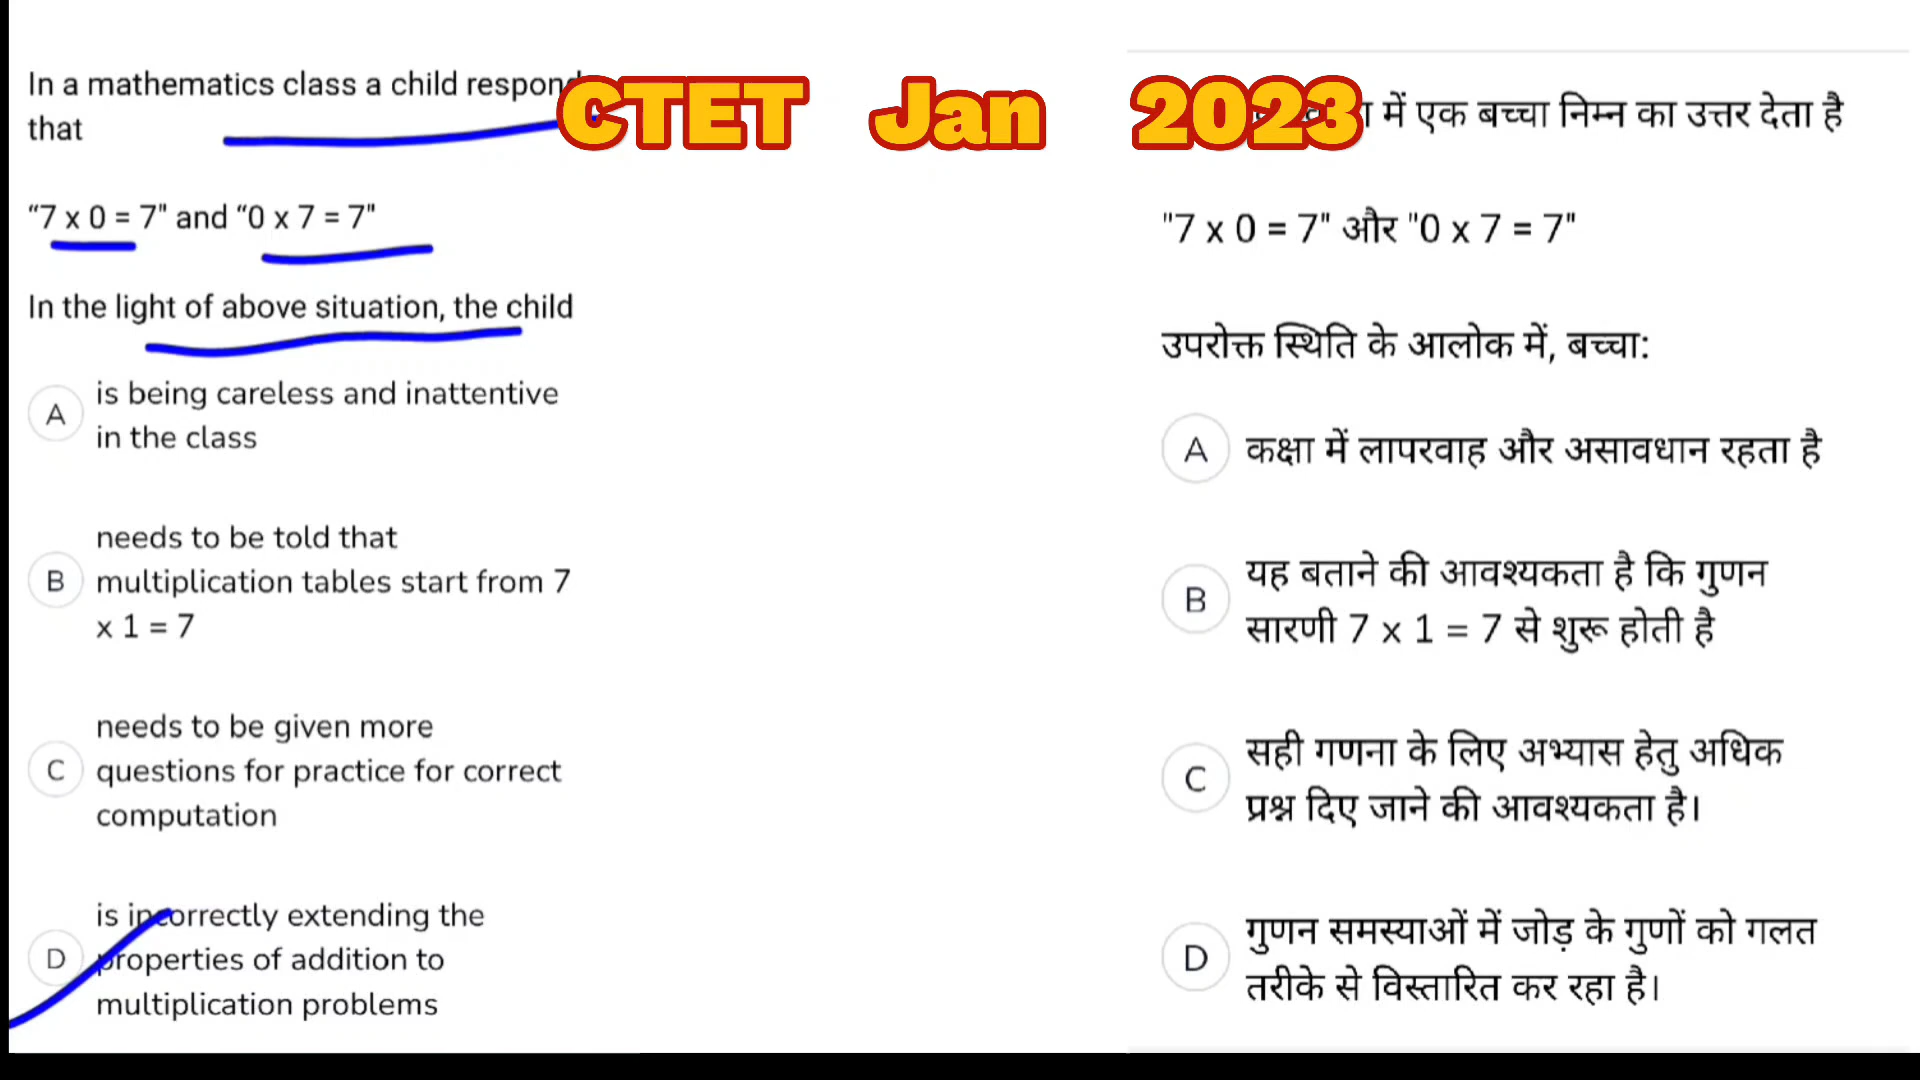 In a mathematics class a child respond
that
"7 x 0 = 7" and "0 x 7 = 7"
In the light of above situation, the child
A is being careless and inattentive
in the class
B needs to be told that
multiplication tables start from 7
x 1 = 7
C needs to be given more
questions for practice for correct
computation
D is incorrectly extending the
properties of addition to
multiplication problems
CTET Jan 2023
में एक बच्चा निम्न का उत्तर देता है
"7 x 0 = 7" और "0 x 7 = 7"
उपरोक्त स्थिति के आलोक में, बच्चा:
A कक्षा में लापरवाह और असावधान रहता है
B यह बताने की आवश्यकता है कि गुणन
सारणी 7 x 1 = 7 से शुरू होती है
C सही गणना के लिए अभ्यास हेतु अधिक
प्रश्न दिए जाने की आवश्यकता है।
D गुणन समस्याओं में जोड़ के गुणों को गलत
तरीके से विस्तारित कर रहा है।